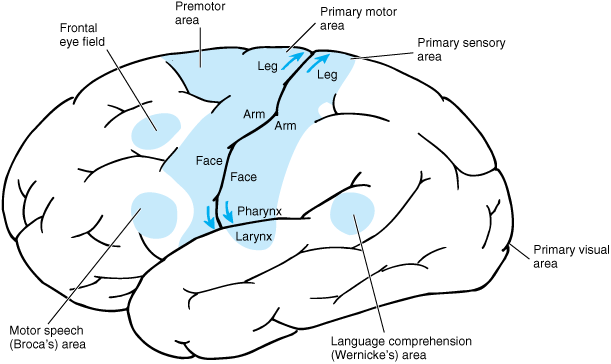 Premotor
area
Frontal
eye field
Primary motor
area
Primary sensory
area
Leg
Leg
Arm
Arm
Face
Face
Pharynx
Larynx
Primary visual
area
Motor speech
(Broca's) area
Language comprehension
(Wernicke's) area